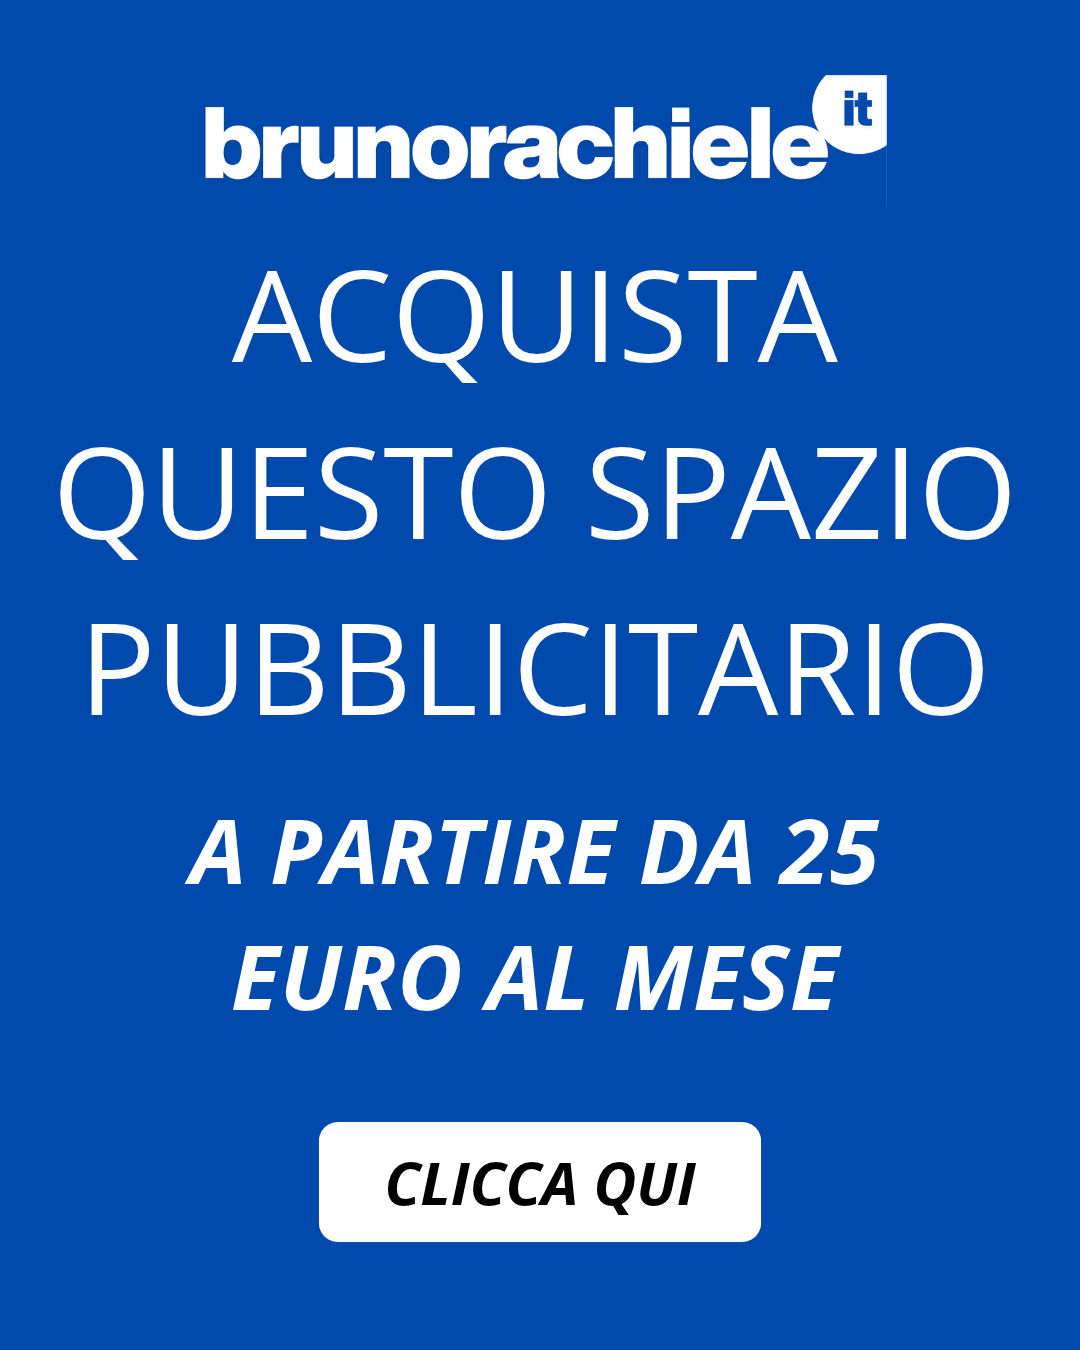 brunorachiele it
ACQUISTA
QUESTO SPAZIO
PUBBLICITARIO
A PARTIRE DA 25
EURO AL MESE
CLICCA QUI